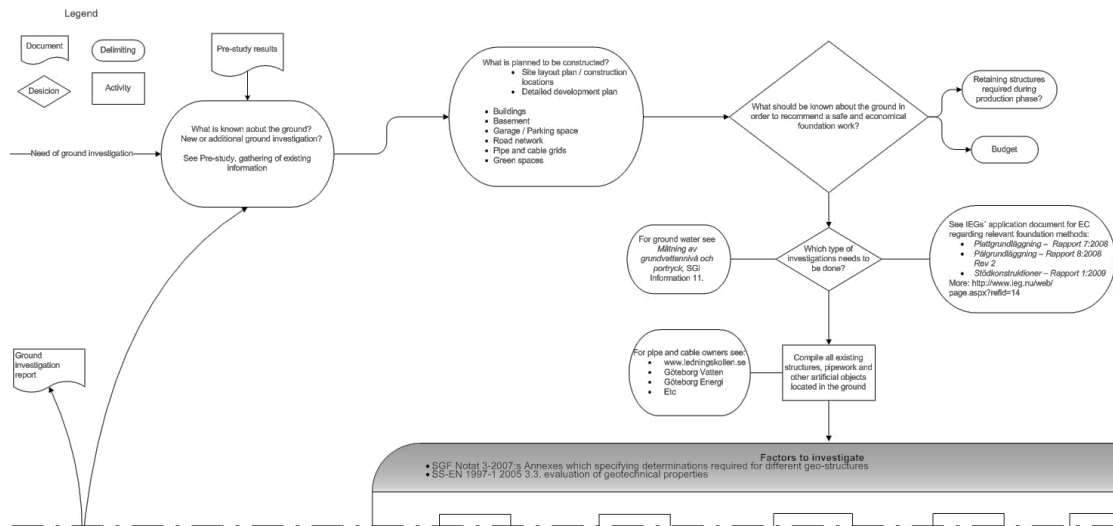 Legend
Document
Delimiting
Desicion
Activity
Pre-study results
Need of ground investigation
What is known aobut the ground?
New or additional ground investigation?
See Pre-study, gathering of existing
information
What is planned to be constructed?
• Site layout plan / construction
locations
• Detailed development plan
• Buildings
• Basement
• Garage / Parking space
• Road network
• Pipe and cable grids
• Green spaces
What should be known about the ground in
order to recommend a safe and economical
foundation work?
Retaining structures
required during
production phase?
Budget
For ground water see
Mätning av
grundvattennivå och
portryck, SGI
Information 11.
Which type of
investigations needs to
be done?
See IEGs´ application document for EC
regarding relevant foundation methods:
• Plattgrundläggning – Rapport 7:2008
• Pålgrundläggning – Rapport 8:2008
Rev 2
• Stödkonstruktioner – Rapport 1:2009
More: http://www.ieg.nu/web/
page.aspx?refid=14
Ground
investigation
report
For pipe and cable owners see:
• www.ledningskollen.se
• Göteborg Vatten
• Göteborg Energi
• Etc
Compile all existing
structures, pipework and
other artificial objects
located in the ground
Factors to investigate
• SGF Notat 3-2007:s Annexes which specifying determinations required for different geo-structures
• SS-EN 1997-1 2005 3.3. evaluation of geotechnical properties